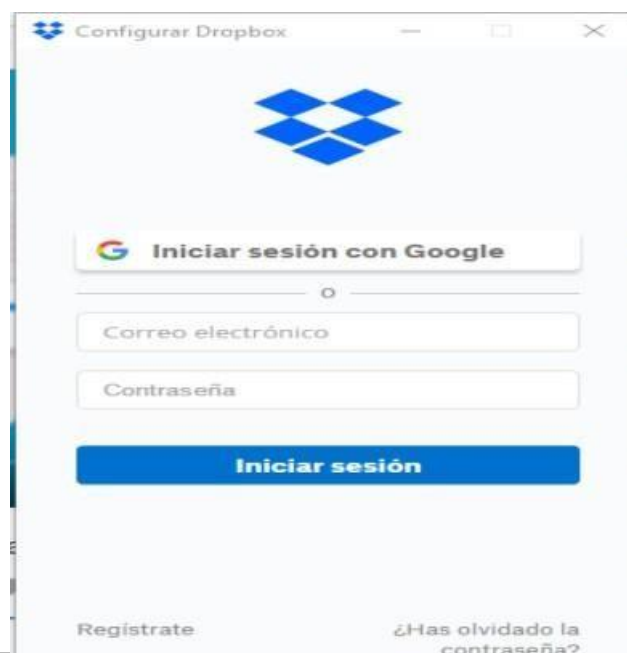 Configurar Dropbox
Iniciar sesión con Google
o
Correo electrónico
Contraseña
Iniciar sesión
Regístrate
¿Has olvidado la
contraseña?